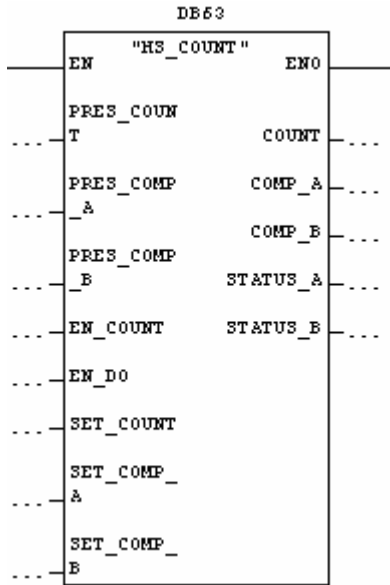 DB63
"HS_COUNT"
EN ENO
PRES_COUN
... T COUNT ...
PRES_COMP COMP_A ...
... _A
COMP_B ...
PRES_COMP
... _B STATUS_A ...
... EN_COUNT STATUS_B ...
... EN_DO
... SET_COUNT
SET_COMP_
... A
SET_COMP_
... B